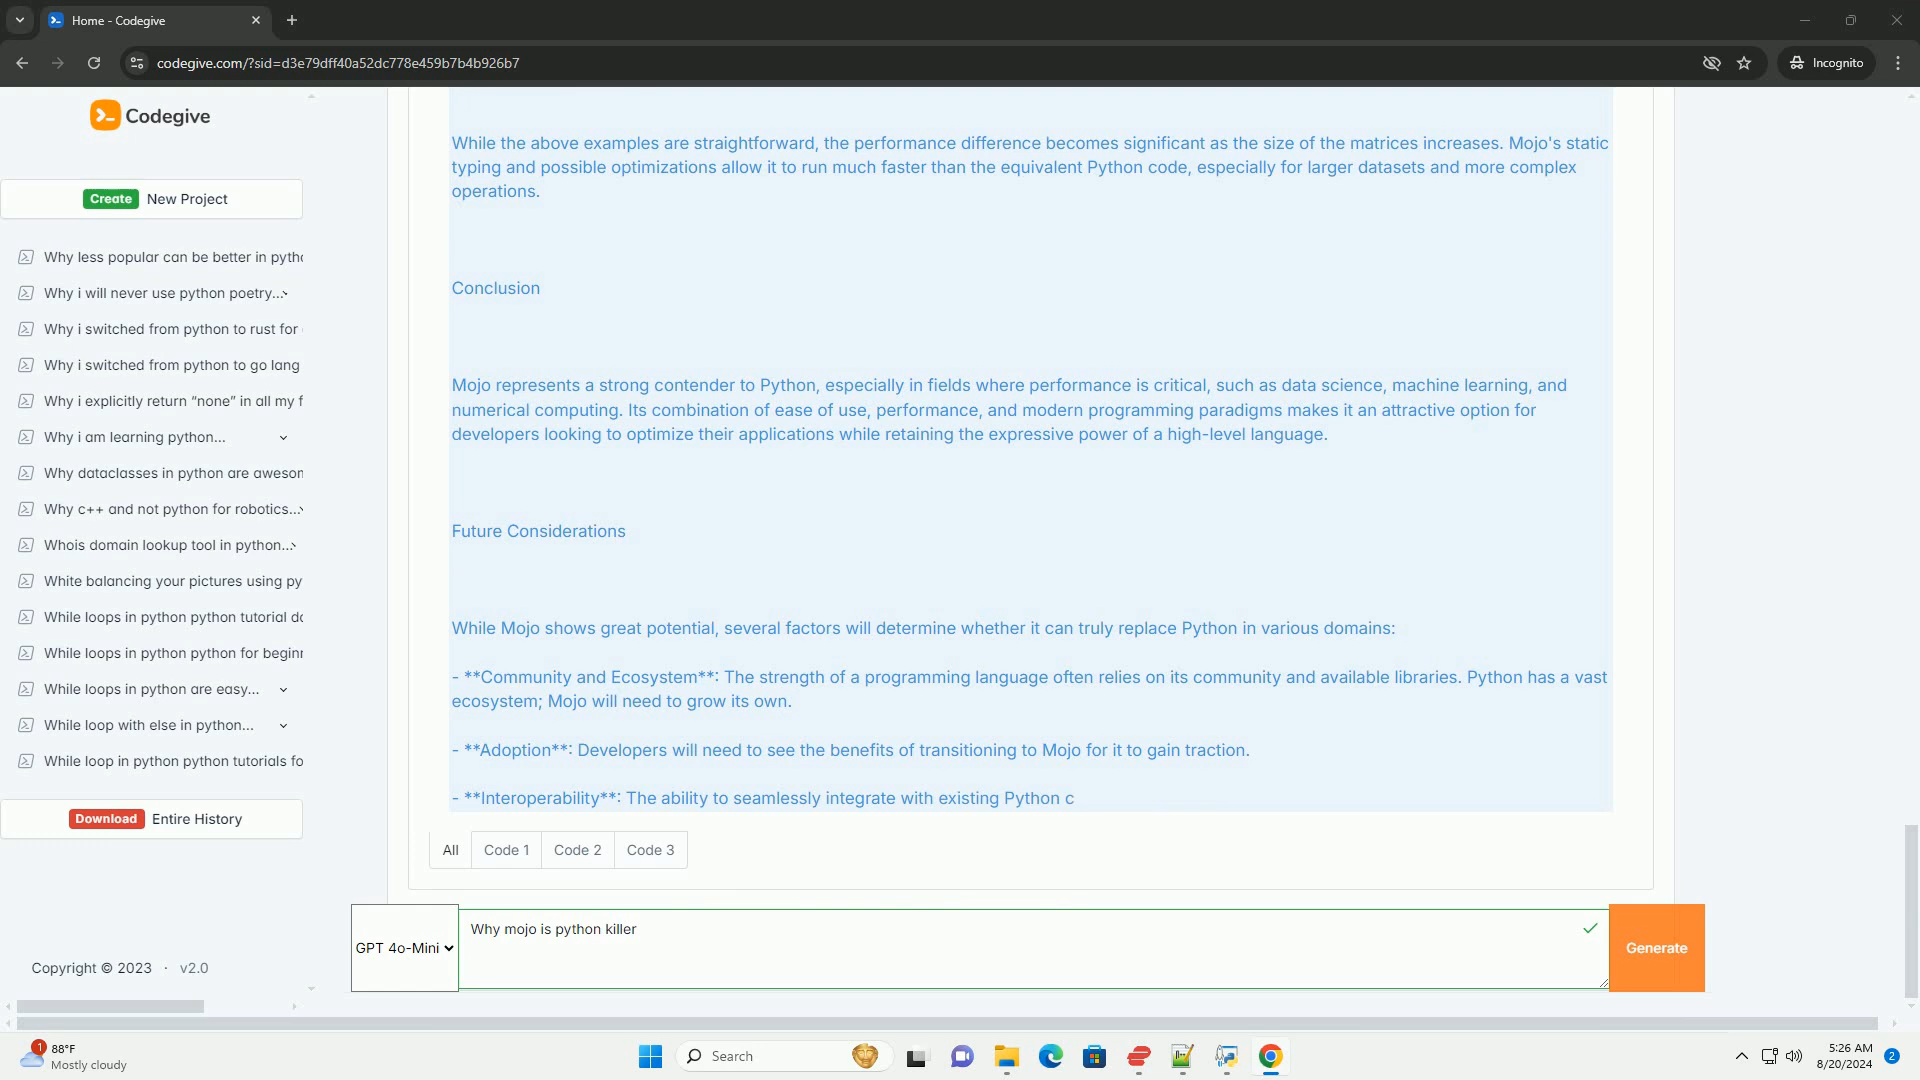 Home - Codegive
codegive.com/?sid=d3e79dff40a52dc778e459b7b4b926b7
Incognito
Codegive
Create New Project
Why less popular can be better in pyth
Why i will never use python poetry...
Why i switched from python to rust for
Why i switched from python to go lang
Why i explicitly return “none” in all my f
Why i am learning python...
Why dataclasses in python are aweson
Why c++ and not python for robotics...
Whois domain lookup tool in python...
White balancing your pictures using py
While loops in python python tutorial do
While loops in python python for beginr
While loops in python are easy...
While loop with else in python...
While loop in python python tutorials fo
Download Entire History
Copyright © 2023 · v2.0
While the above examples are straightforward, the performance difference becomes significant as the size of the matrices increases. Mojo's static
typing and possible optimizations allow it to run much faster than the equivalent Python code, especially for larger datasets and more complex
operations.
Conclusion
Mojo represents a strong contender to Python, especially in fields where performance is critical, such as data science, machine learning, and
numerical computing. Its combination of ease of use, performance, and modern programming paradigms makes it an attractive option for
developers looking to optimize their applications while retaining the expressive power of a high-level language.
Future Considerations
While Mojo shows great potential, several factors will determine whether it can truly replace Python in various domains:
- **Community and Ecosystem**: The strength of a programming language often relies on its community and available libraries. Python has a vast
ecosystem; Mojo will need to grow its own.
- **Adoption**: Developers will need to see the benefits of transitioning to Mojo for it to gain traction.
- **Interoperability**: The ability to seamlessly integrate with existing Python c
All Code 1 Code 2 Code 3
GPT 4o-Mini
Why mojo is python killer
Generate
1
88°F
Mostly cloudy
Search
5:26 AM
8/20/2024
2